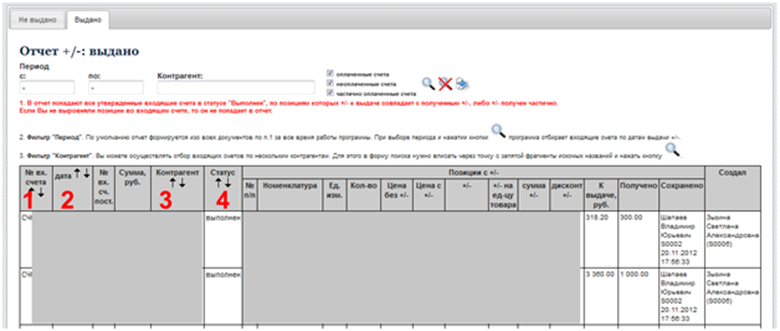 Не выдано
Выдано
Отчет +/-: выдано
Период
с:
по:
Контрагент:
оплаченные счета
неоплаченные счета
частично оплаченные счета
1. В отчет попадают все утвержденные входящие счета в статусе "Выполнен", по позициям которых +/- к выдаче совпадает с полученным +/-, либо +/- получен частично.
Если Вы не выровняли позиции во входящем счете, то он не попадает в отчет.
2. Фильтр "Период". По умолчанию отчет формируется изо всех документов по п.1 за все время работы программы. При выборе периода и нажатии кнопки программа отбирает входящие счета по датам выдачи +/-.
3. Фильтр "Контрагент". Вы можете осуществлять отбор входящих счетов по нескольким контрагентам. Для этого в форму поиска нужно вписать через точку с запятой фрагменты искомых названий и нажать кнопку
№ вх. счета ↑ ↓
дата ↑ ↓
№ вх. сч. пост.
Сумма, руб.
Контрагент ↑ ↓
Статус ↑ ↓
Позиции с +/-
Создал
№ п/п
Номенклатура
Ед. изм.
Кол-во
Цена без +/-
Цена с +/-
+/-
+/- на ед-цу товара
сумма +/-
дисконт +/-
К выдаче, руб.
Получено
Сохранено
1 2 3 4
СЧ
выполнен
318.20
300.00
Шапаев
Владимир
Юрьевич
S0002
20.11.2012
17:56:33
Зызина
Светлана
Александровна
(S0006)
СЧ
выполнен
3 360.00
1 000.00
Шапаев
Владимир
Юрьевич
S0002
20.11.2012
17:56:33
Зызина
Светлана
Александровна
(S0006)